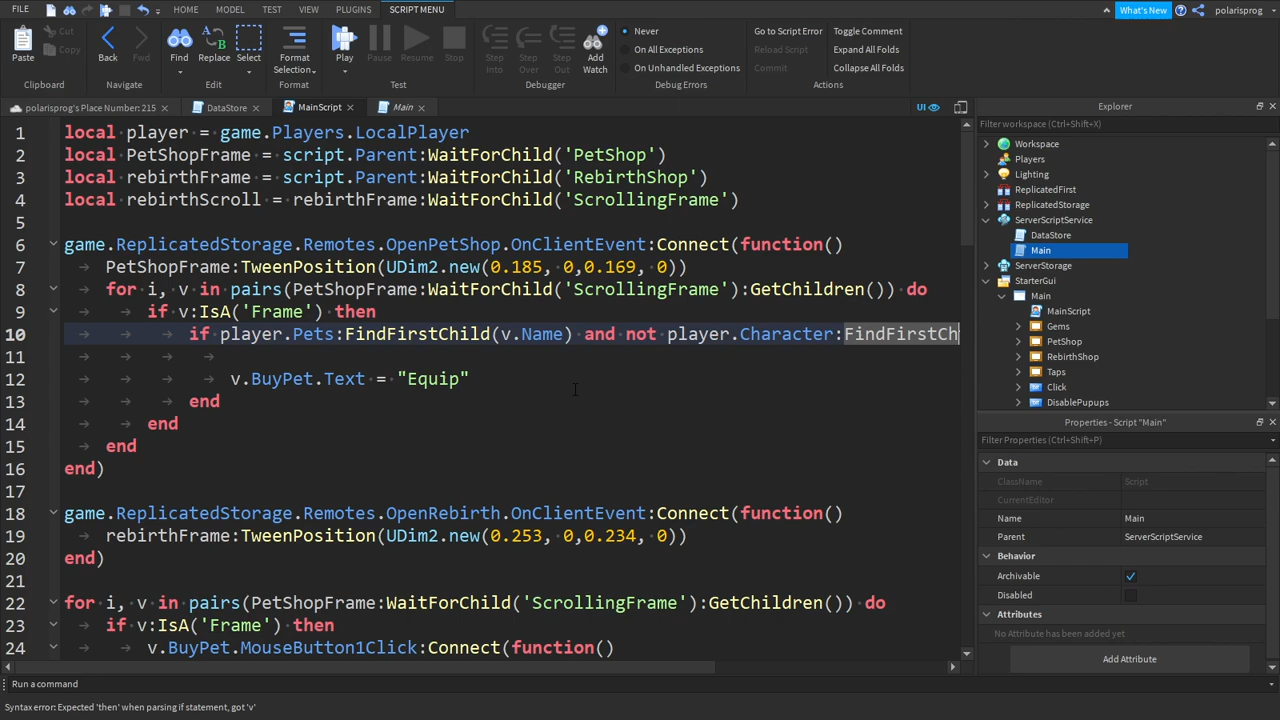 FILE HOME MODEL TEST VIEW PLUGINS SCRIPT MENU What's New polarisprog
Paste Cut Copy Back Fwd Find Replace Select Format Selection Play Pause Resume Stop Step Into Step Over Step Out Add Watch Never On All Exceptions On Unhandled Exceptions Go to Script Error Reload Script Commit Toggle Comment Expand All Folds Collapse All Folds
Clipboard Navigate Edit Format Test Debugger Debug Errors Actions
polarisprog's Place Number: 215 DataStore MainScript Main UI
1 local player = game.Players.LocalPlayer
2 local PetShopFrame = script.Parent:WaitForChild('PetShop')
3 local rebirthFrame = script.Parent:WaitForChild('RebirthShop')
4 local rebirthScroll = rebirthFrame:WaitForChild('ScrollingFrame')
5
6 game.ReplicatedStorage.Remotes.OpenPetShop.OnClientEvent:Connect(function()
7 PetShopFrame:TweenPosition(UDim2.new(0.185, 0,0.169, 0))
8 for i, v in pairs(PetShopFrame:WaitForChild('ScrollingFrame'):GetChildren()) do
9 if v:IsA('Frame') then
10 if player.Pets:FindFirstChild(v.Name) and not player.Character:FindFirstCh
11
12 v.BuyPet.Text = "Equip"
13 end
14 end
15 end
16 end)
17
18 game.ReplicatedStorage.Remotes.OpenRebirth.OnClientEvent:Connect(function()
19 rebirthFrame:TweenPosition(UDim2.new(0.253, 0,0.234, 0))
20 end)
21
22 for i, v in pairs(PetShopFrame:WaitForChild('ScrollingFrame'):GetChildren()) do
23 if v:IsA('Frame') then
24 v.BuyPet.MouseButton1Click:Connect(function()
Explorer
Filter workspace (Ctrl+Shift+X)
Workspace
Players
Lighting
ReplicatedFirst
ReplicatedStorage
ServerScriptService
DataStore
Main
ServerStorage
StarterGui
Main
MainScript
Gems
PetShop
RebirthShop
Taps
Click
DisablePupups
Properties - Script "Main"
Filter Properties (Ctrl+Shift+P)
Data
ClassName Script
CurrentEditor
Name Main
Parent ServerScriptService
Behavior
Archivable
Disabled
Attributes
No Attribute has been added yet
Add Attribute
Run a command
Syntax error: Expected 'then' when parsing if statement, got 'v'